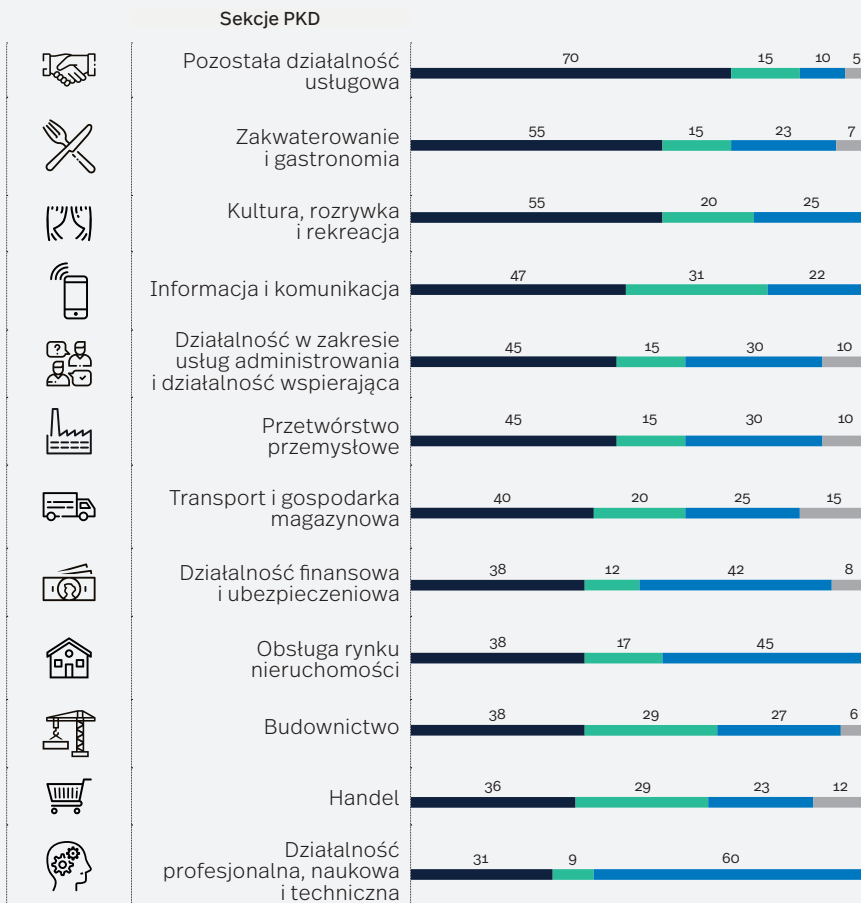 Sekcje PKD
Pozostała działalność
usługowa
70 15 10 5
Zakwaterowanie
i gastronomia
55 15 23 7
Kultura, rozrywka
i rekreacja
55 20 25
Informacja i komunikacja
47 31 22
Działalność w zakresie
usług administrowania
i działalność wspierająca
45 15 30 10
Przetwórstwo
przemysłowe
45 15 30 10
Transport i gospodarka
magazynowa
40 20 25 15
Działalność finansowa
i ubezpieczeniowa
38 12 42 8
Obsługa rynku
nieruchomości
38 17 45
Budownictwo
38 29 27 6
Handel
36 29 23 12
Działalność
profesjonalna, naukowa
i techniczna
31 9 60